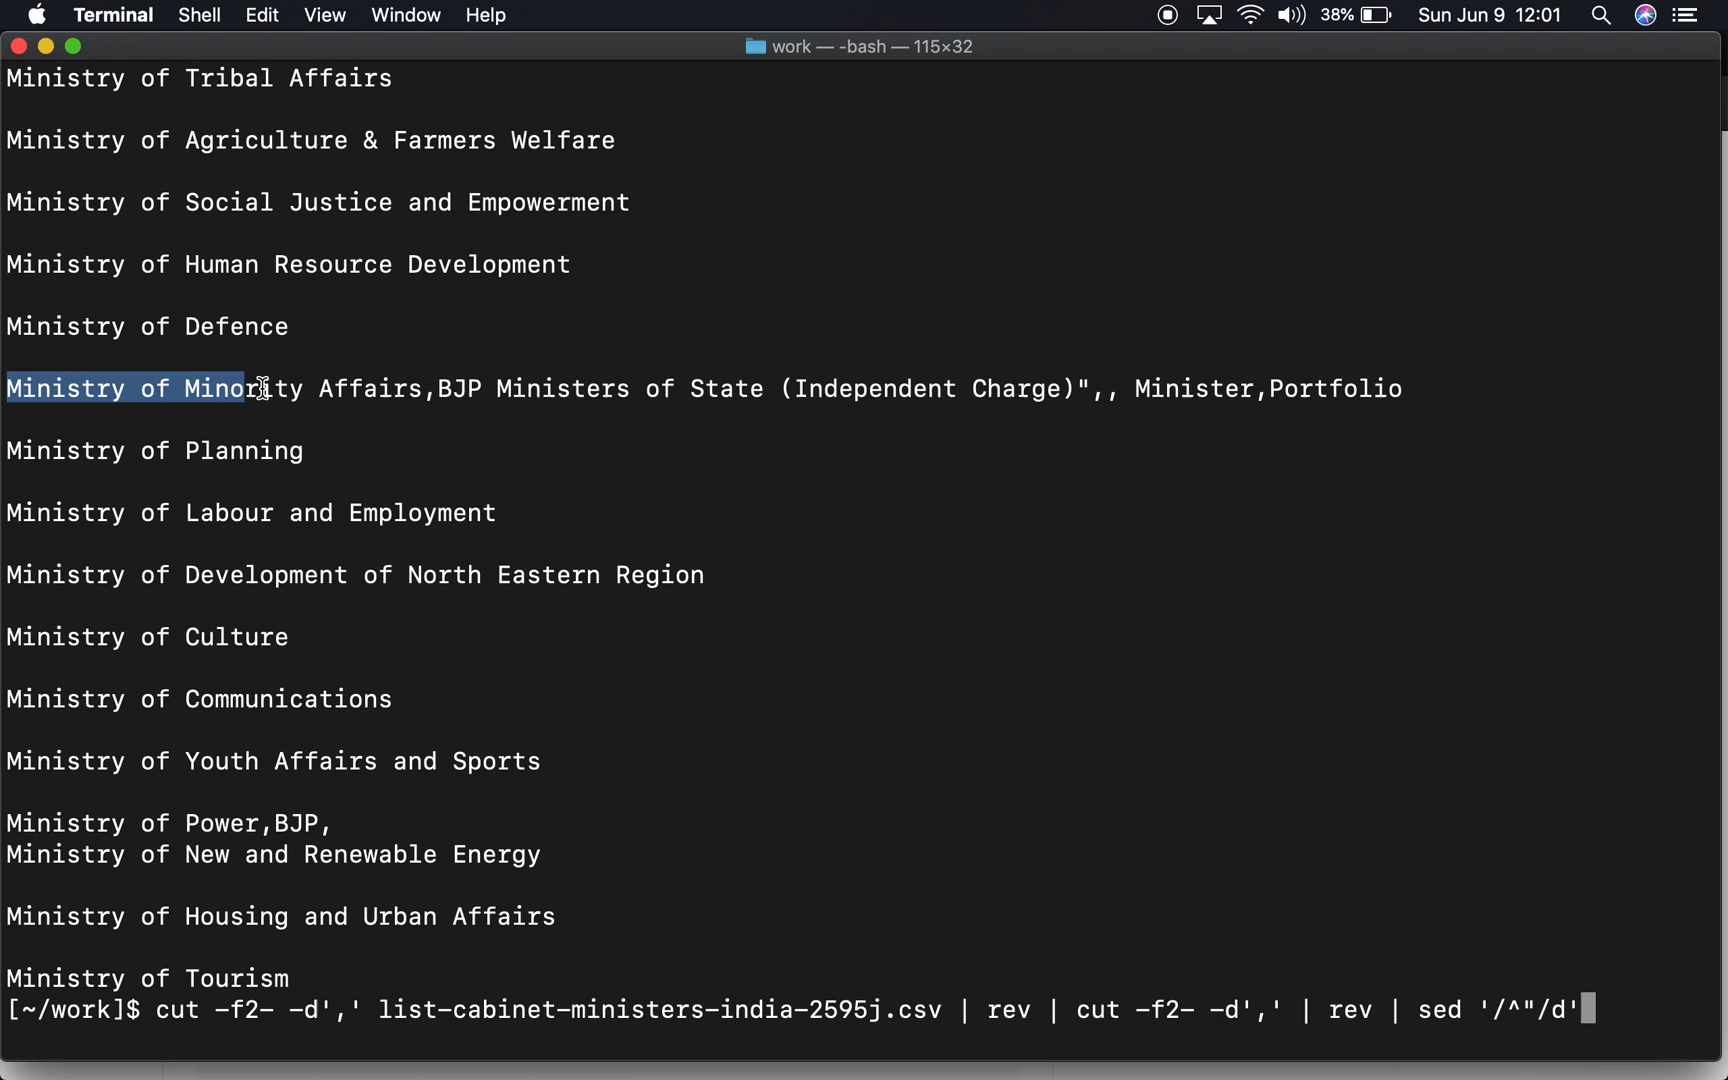 Terminal Shell Edit View Window Help 38% Sun Jun 9 12:01
work — -bash — 115×32
Ministry of Tribal Affairs
Ministry of Agriculture & Farmers Welfare
Ministry of Social Justice and Empowerment
Ministry of Human Resource Development
Ministry of Defence
Ministry of Minority Affairs,BJP Ministers of State (Independent Charge)",, Minister,Portfolio
Ministry of Planning
Ministry of Labour and Employment
Ministry of Development of North Eastern Region
Ministry of Culture
Ministry of Communications
Ministry of Youth Affairs and Sports
Ministry of Power,BJP,
Ministry of New and Renewable Energy
Ministry of Housing and Urban Affairs
Ministry of Tourism
[~/work]$ cut -f2- -d',' list-cabinet-ministers-india-2595j.csv | rev | cut -f2- -d',' | rev | sed '/^"/d'